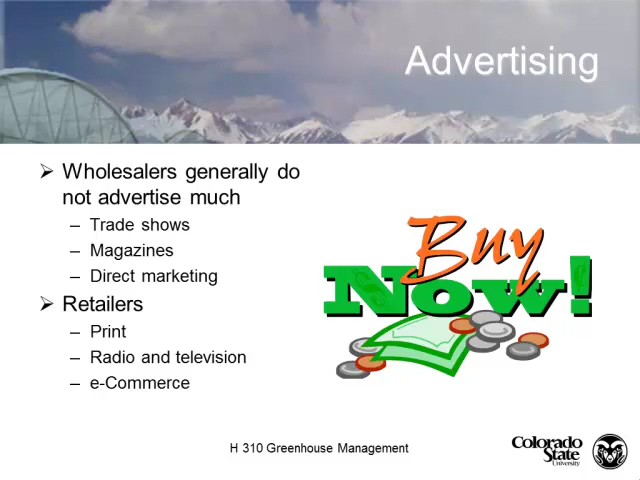 Advertising
➢ Wholesalers generally do
not advertise much
– Trade shows
– Magazines
– Direct marketing
➢ Retailers
– Print
– Radio and television
– e-Commerce
Buy
Now!
H 310 Greenhouse Management
Colorado
State
University